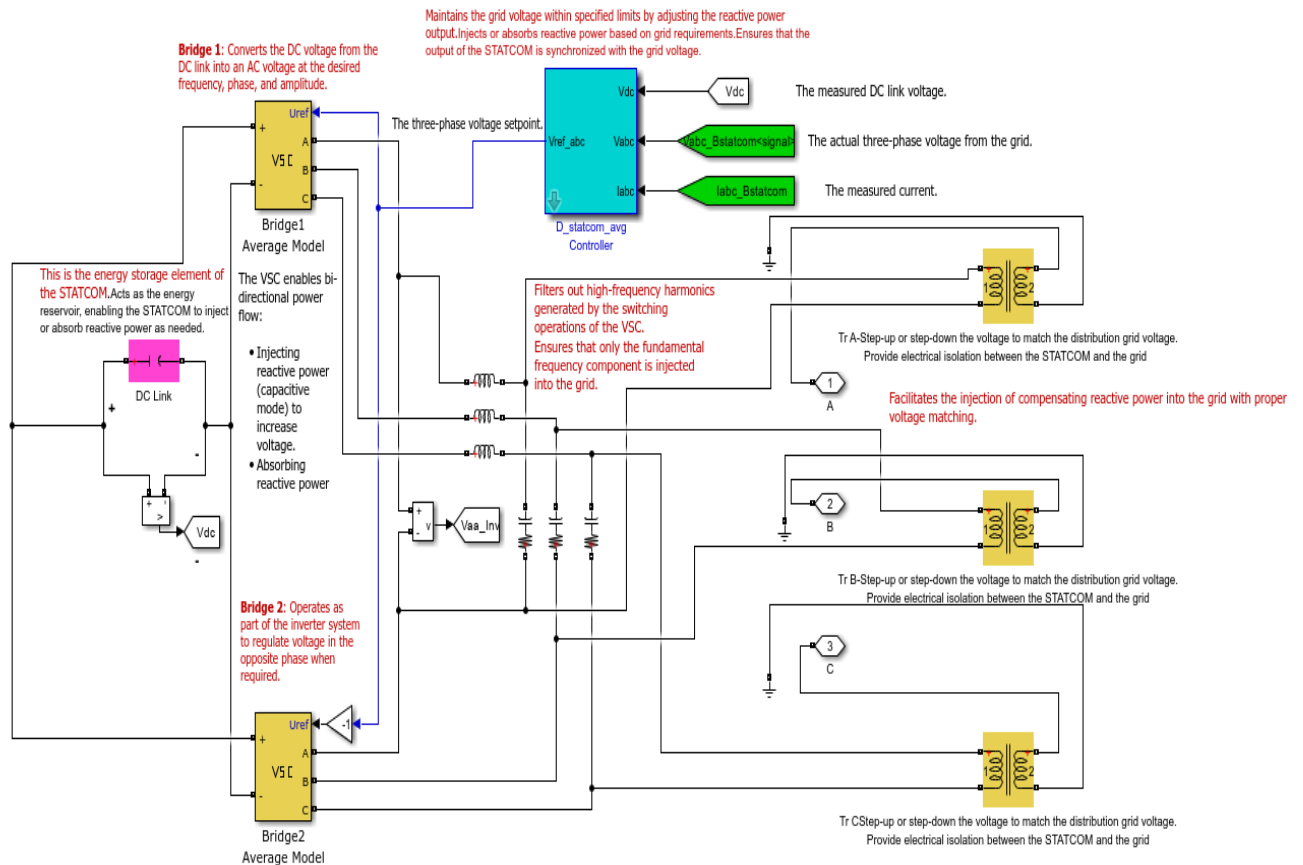 Maintains the grid voltage within specified limits by adjusting the reactive power
output.Injects or absorbs reactive power based on grid requirements.Ensures that the
output of the STATCOM is synchronized with the grid voltage.
Bridge 1: Converts the DC voltage from the
DC link into an AC voltage at the desired
frequency, phase, and amplitude.
Uref
+
A
VSC
B
-
C
Bridge1
Average Model
The three-phase voltage setpoint.
Vdc
Vref_abc
Vabc
Iabc
D_statcom_avg
Controller
Vdc
The measured DC link voltage.
Vabc_Bstatcom<signal>
The actual three-phase voltage from the grid.
Iabc_Bstatcom
The measured current.
This is the energy storage element of
the STATCOM.Acts as the energy
reservoir, enabling the STATCOM to inject
or absorb reactive power as needed.
The VSC enables bi-
directional power
flow:
• Injecting
reactive power
(capacitive
mode) to
increase
voltage.
• Absorbing
reactive power
DC Link
+
-
+ -
>
Vdc
-
Filters out high-frequency harmonics
generated by the switching
operations of the VSC.
Ensures that only the fundamental
frequency component is injected
into the grid.
+
-
v
Vaa_Inv
1 2
Tr A-Step-up or step-down the voltage to match the distribution grid voltage.
Provide electrical isolation between the STATCOM and the grid
1
A
Facilitates the injection of compensating reactive power into the grid with proper
voltage matching.
2
B
1 2
Tr B-Step-up or step-down the voltage to match the distribution grid voltage.
Provide electrical isolation between the STATCOM and the grid
3
C
1 2
Tr CStep-up or step-down the voltage to match the distribution grid voltage.
Provide electrical isolation between the STATCOM and the grid
Bridge 2: Operates as
part of the inverter system
to regulate voltage in the
opposite phase when
required.
-1
Uref
+
A
VSC
B
-
C
Bridge2
Average Model